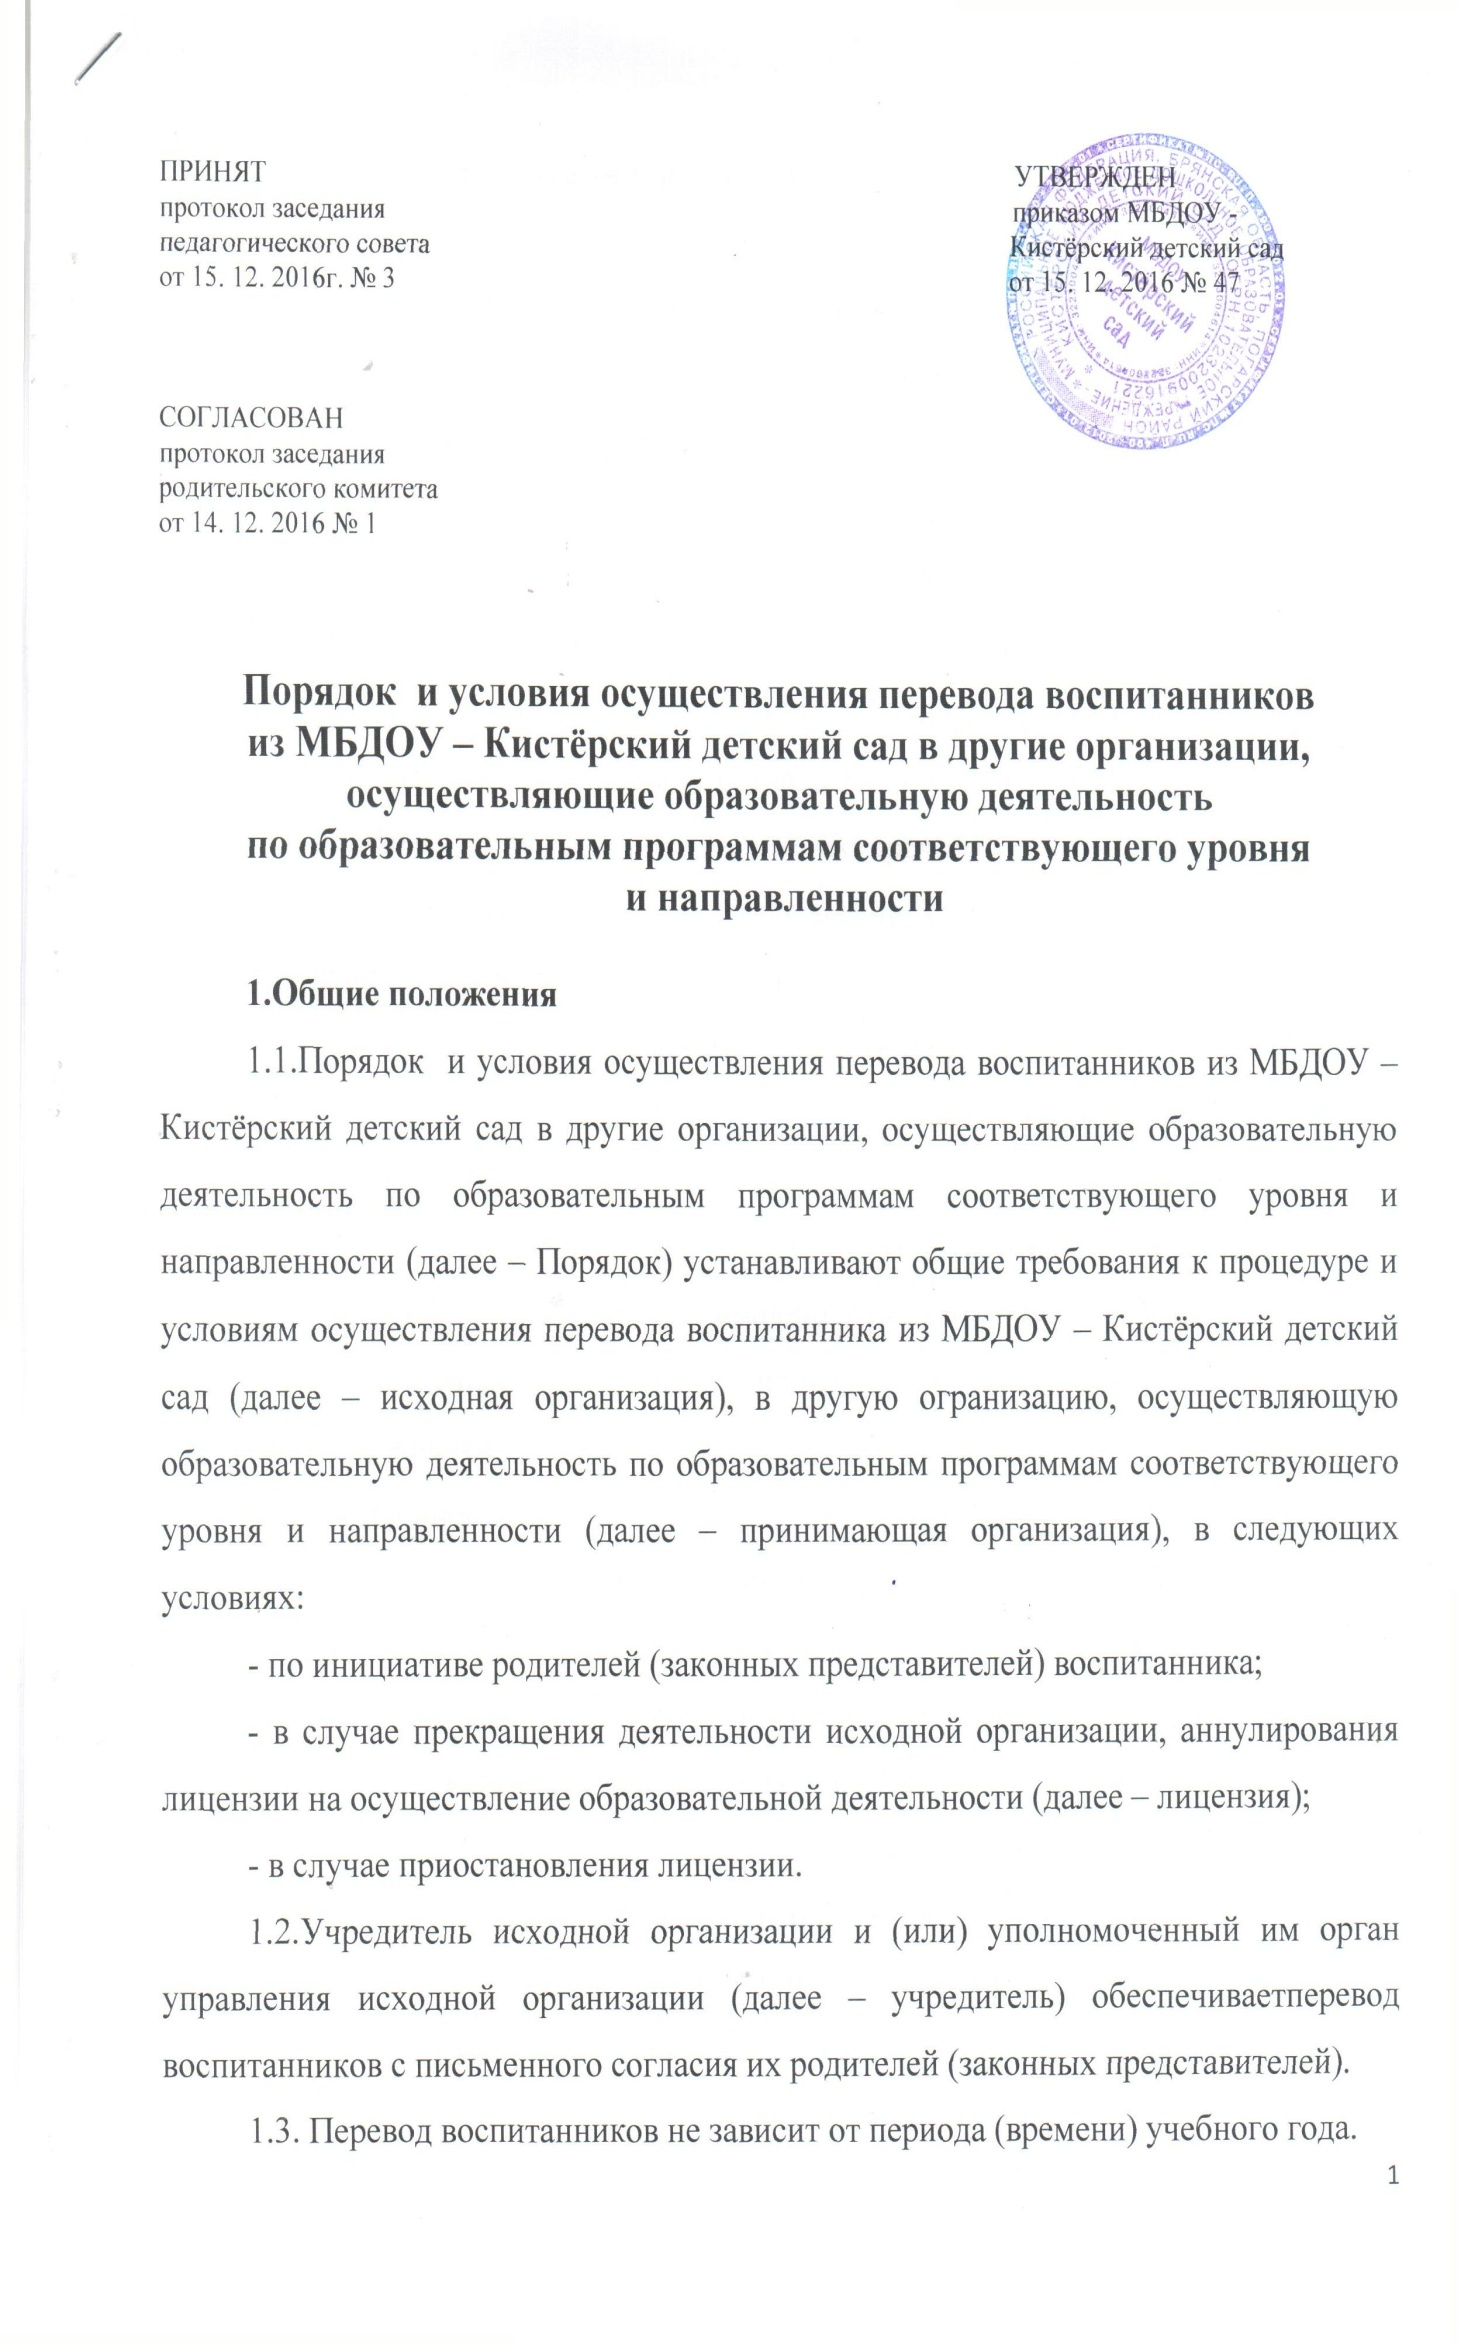 ПРИНЯТ
протокол заседания
педагогического совета
от 15. 12. 2016г. № 3
УТВЕРЖДЕН
приказом МБДОУ -
Кистёрский детский сад
от 15. 12. 2016 № 47
МБДОУ
Кистёрский
детский
сад
СОГЛАСОВАН
протокол заседания
родительского комитета
от 14. 12. 2016 № 1
Порядок  и условия осуществления перевода воспитанников
из МБДОУ – Кистёрский детский сад в другие организации,
осуществляющие образовательную деятельность
по образовательным программам соответствующего уровня
и направленности
1.Общие положения
1.1.Порядок  и условия осуществления перевода воспитанников из МБДОУ –
Кистёрский детский сад в другие организации, осуществляющие образовательную
деятельность по образовательным программам соответствующего уровня и
направленности (далее – Порядок) устанавливают общие требования к процедуре и
условиям осуществления перевода воспитанника из МБДОУ – Кистёрский детский
сад (далее – исходная организация), в другую огранизацию, осуществляющую
образовательную деятельность по образовательным программам соответствующего
уровня и направленности (далее – принимающая организация), в следующих
условиях:
- по инициативе родителей (законных представителей) воспитанника;
- в случае прекращения деятельности исходной организации, аннулирования
лицензии на осуществление образовательной деятельности (далее – лицензия);
- в случае приостановления лицензии.
1.2.Учредитель исходной организации и (или) уполномоченный им орган
управления исходной организации (далее – учредитель) обеспечиваетперевод
воспитанников с письменного согласия их родителей (законных представителей).
1.3. Перевод воспитанников не зависит от периода (времени) учебного года.
1